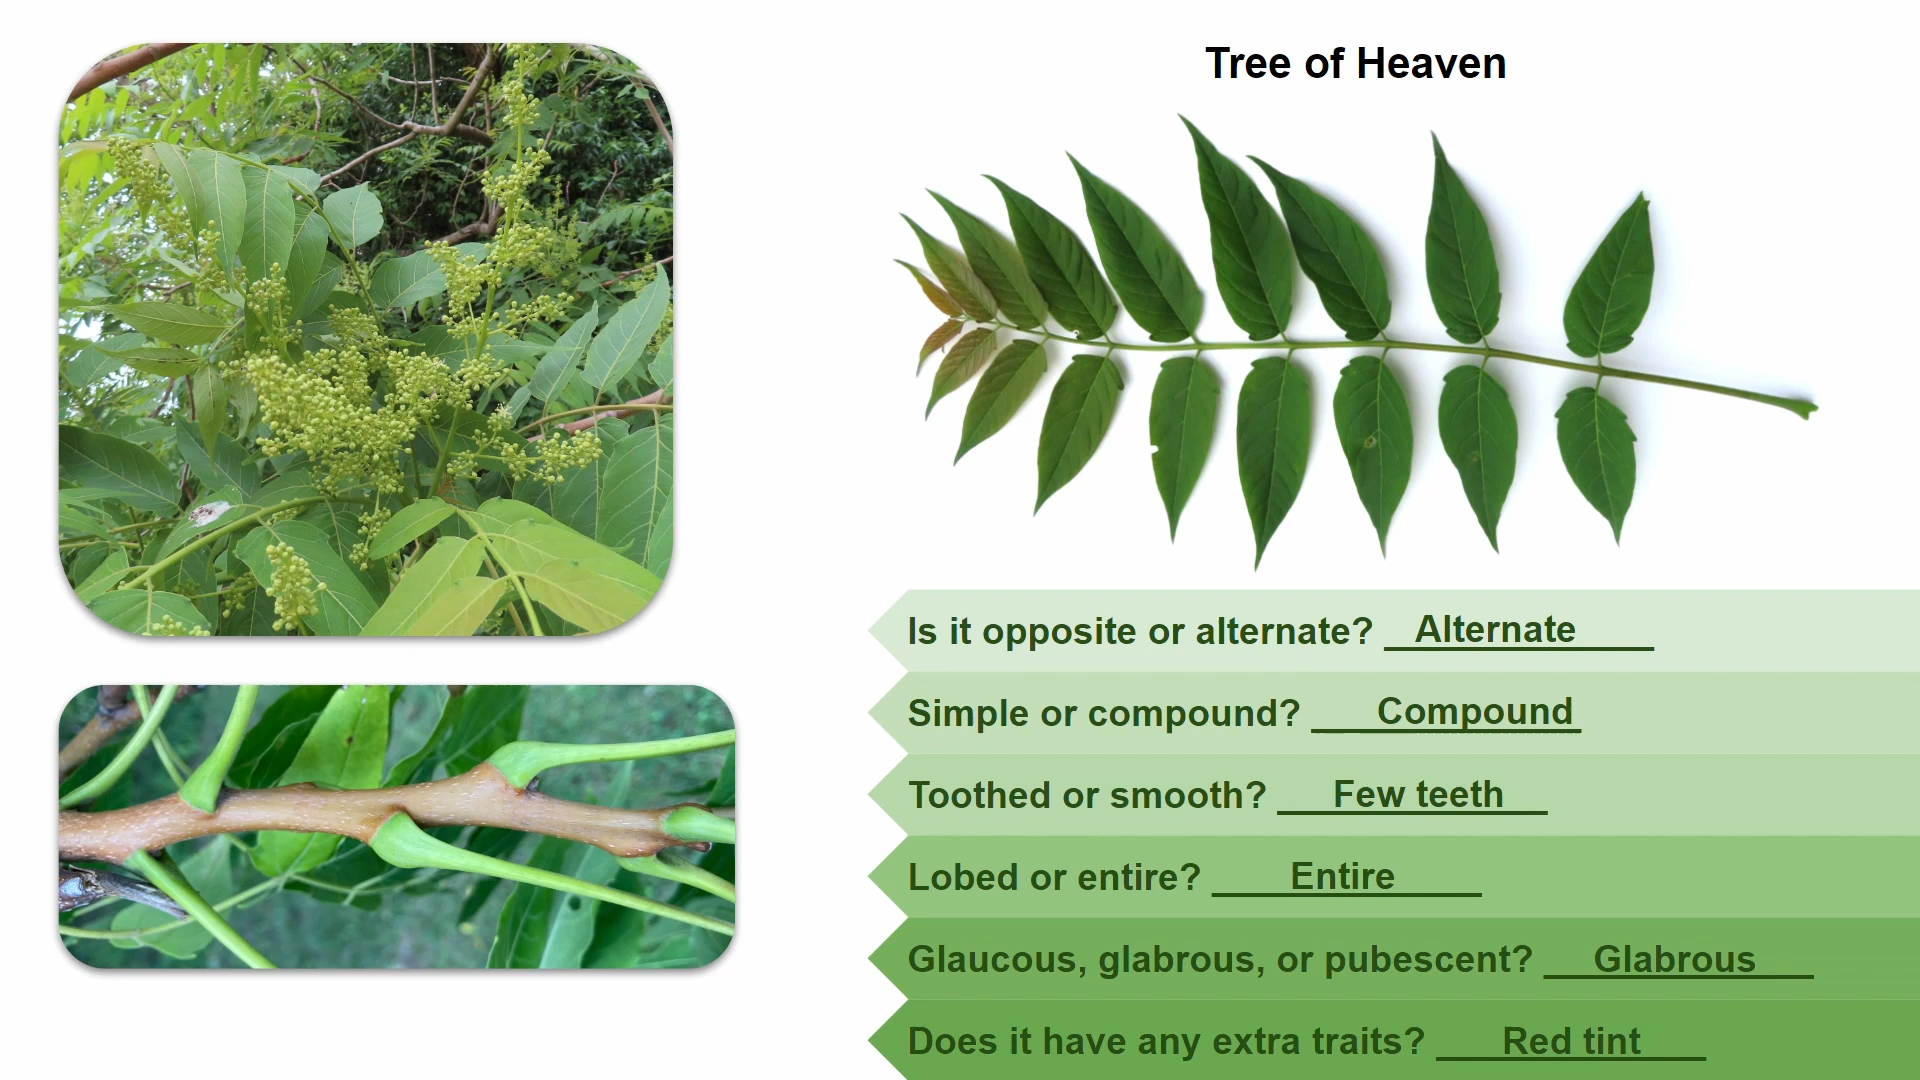 Tree of Heaven
Is it opposite or alternate? Alternate
Simple or compound? Compound
Toothed or smooth? Few teeth
Lobed or entire? Entire
Glaucous, glabrous, or pubescent? Glabrous
Does it have any extra traits? Red tint